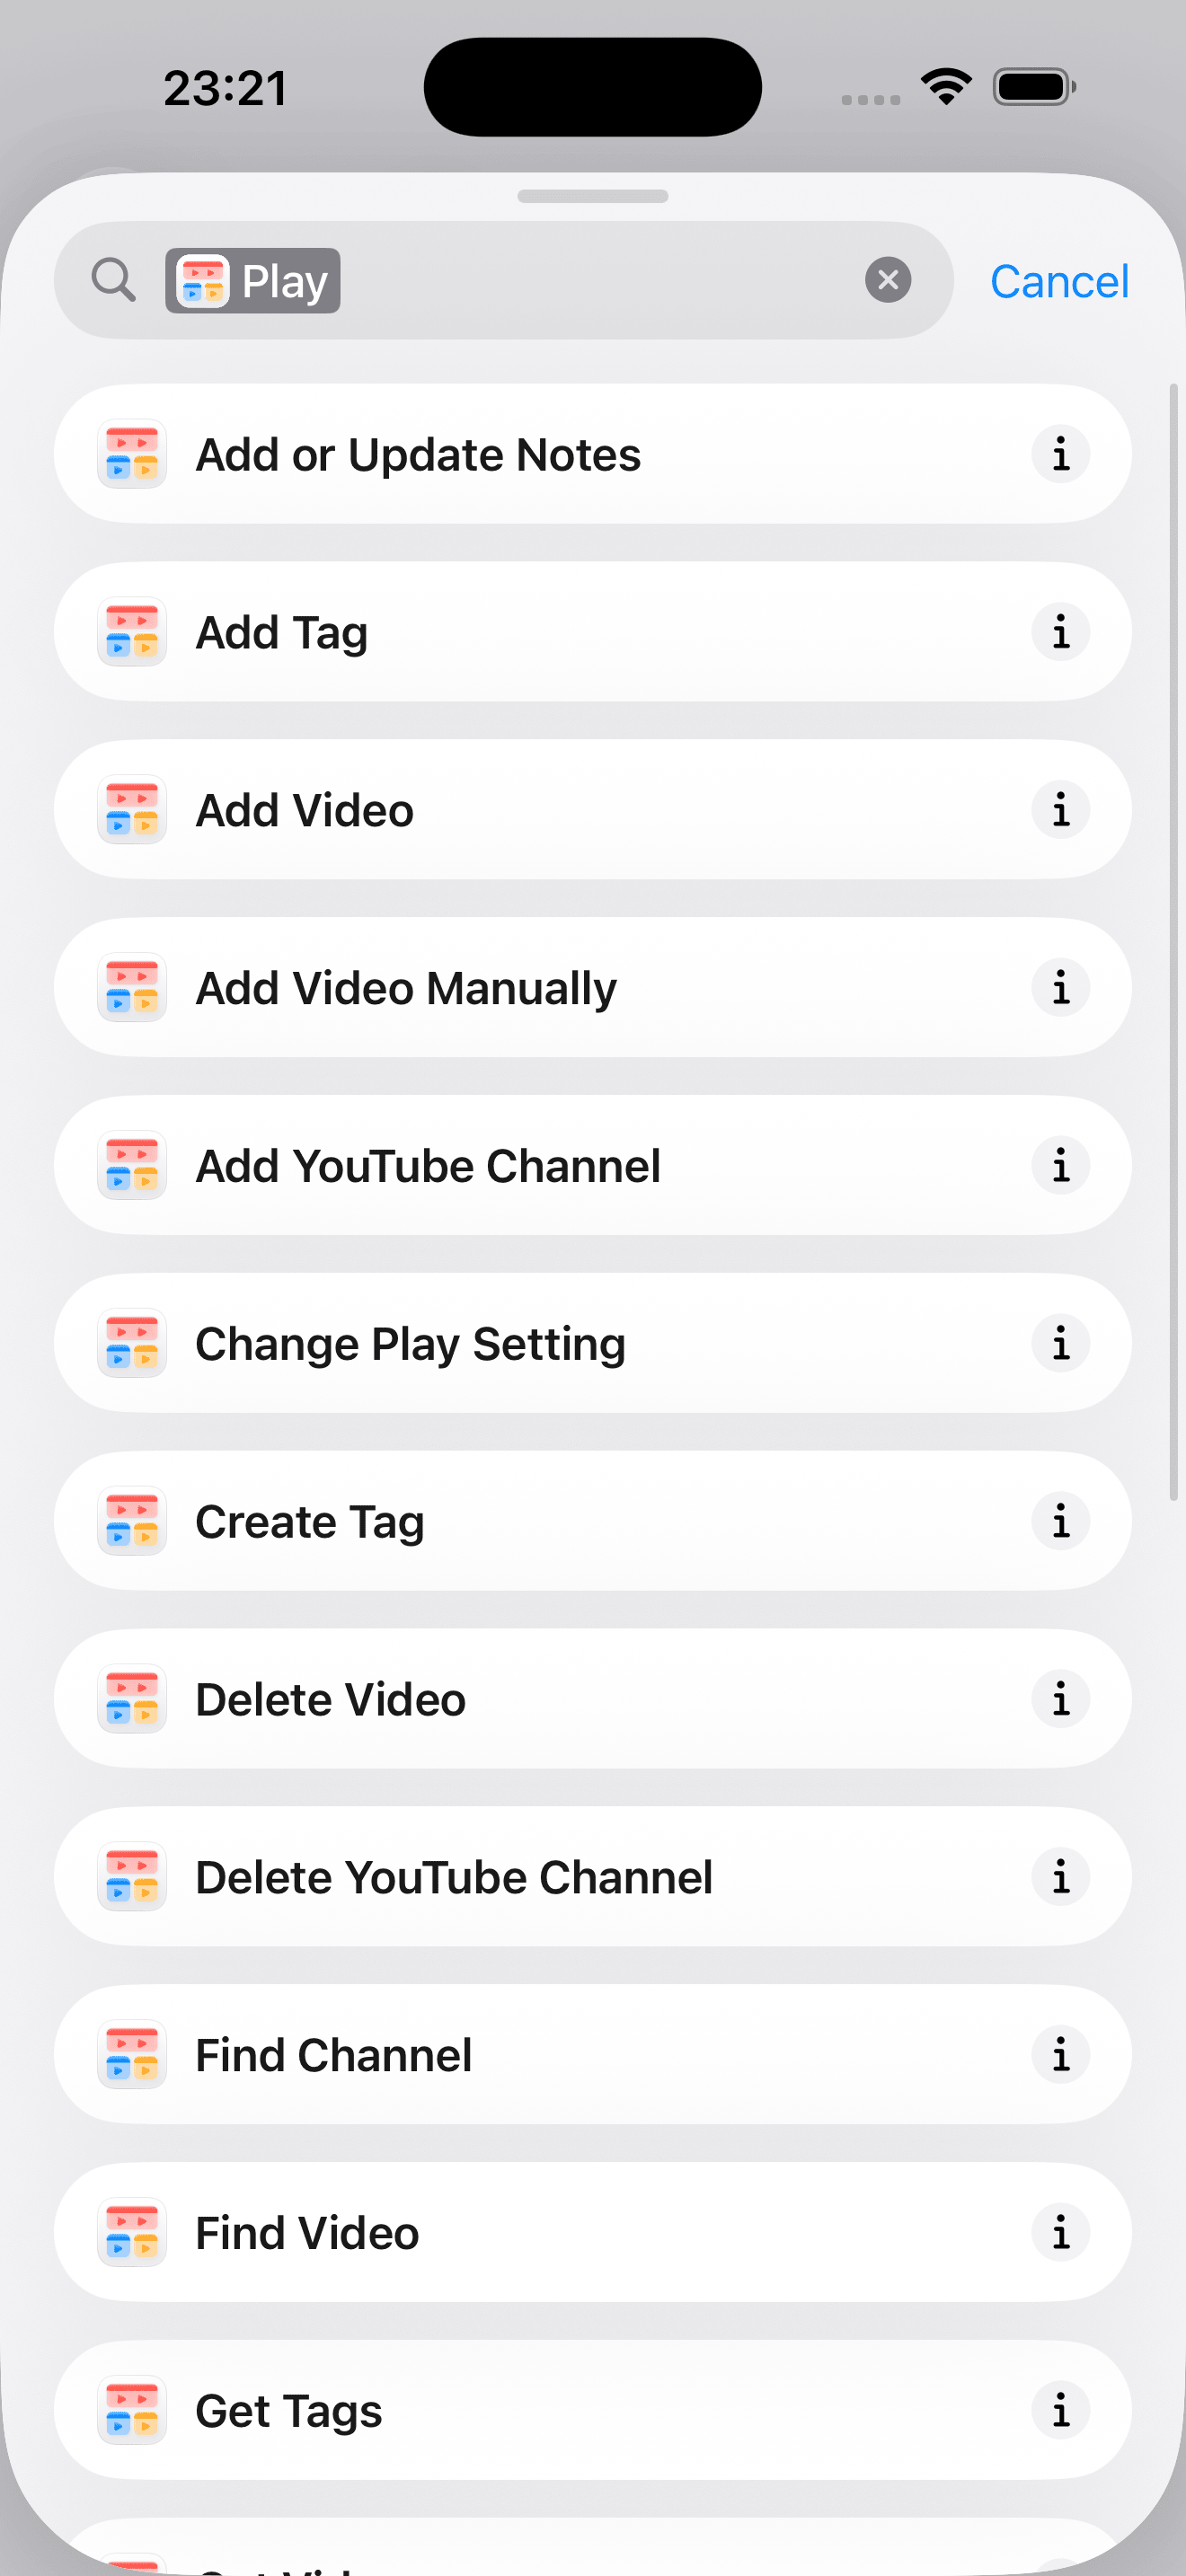 23:21
Play
Cancel
Add or Update Notes
Add Tag
Add Video
Add Video Manually
Add YouTube Channel
Change Play Setting
Create Tag
Delete Video
Delete YouTube Channel
Find Channel
Find Video
Get Tags